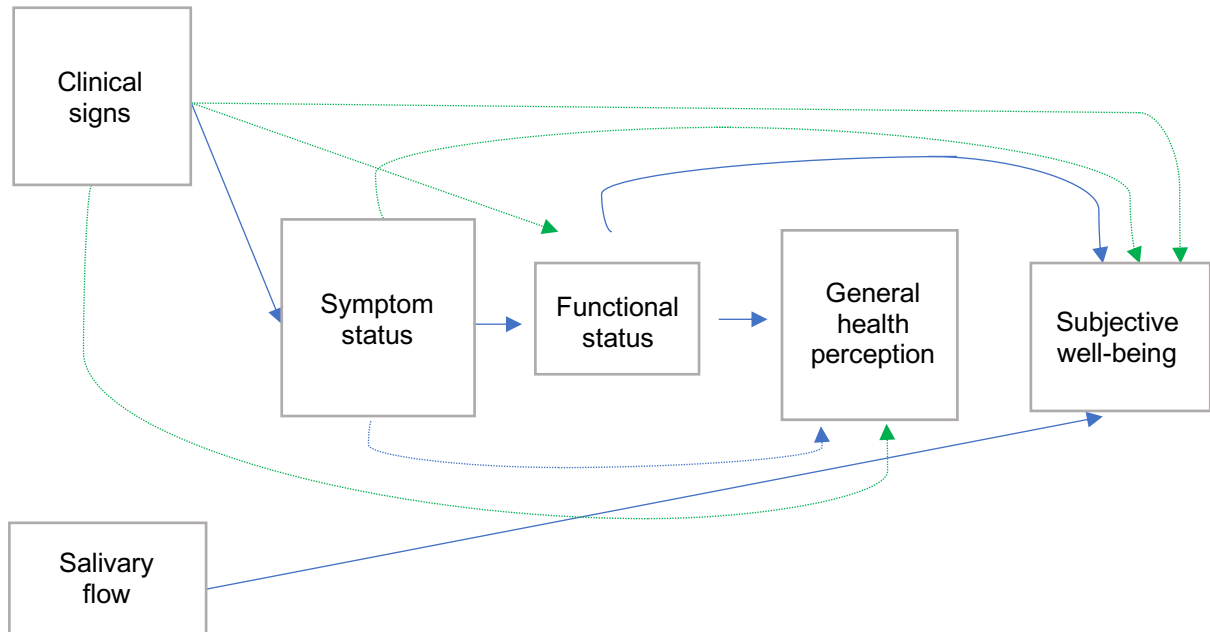 Clinical
signs
Symptom
status
Functional
status
General
health
perception
Subjective
well-being
Salivary
flow